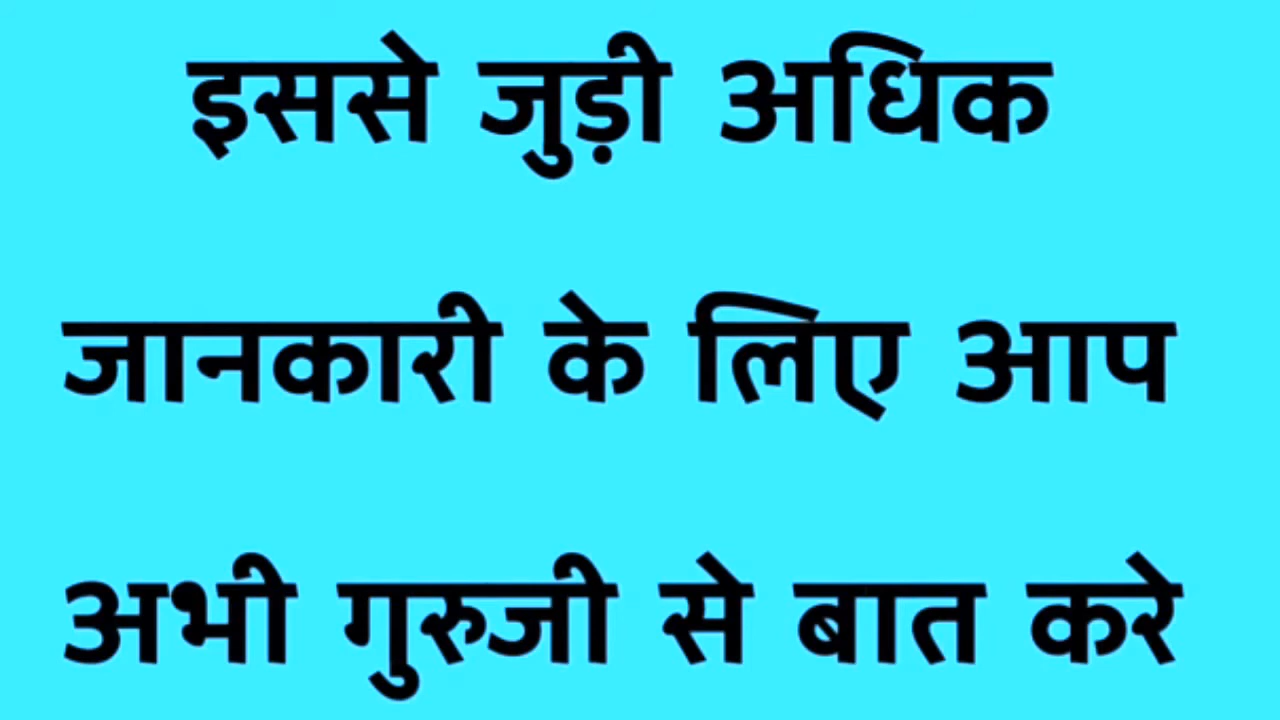 इससे जुड़ी अधिक
जानकारी के लिए आप
अभी गुरुजी से बात करे